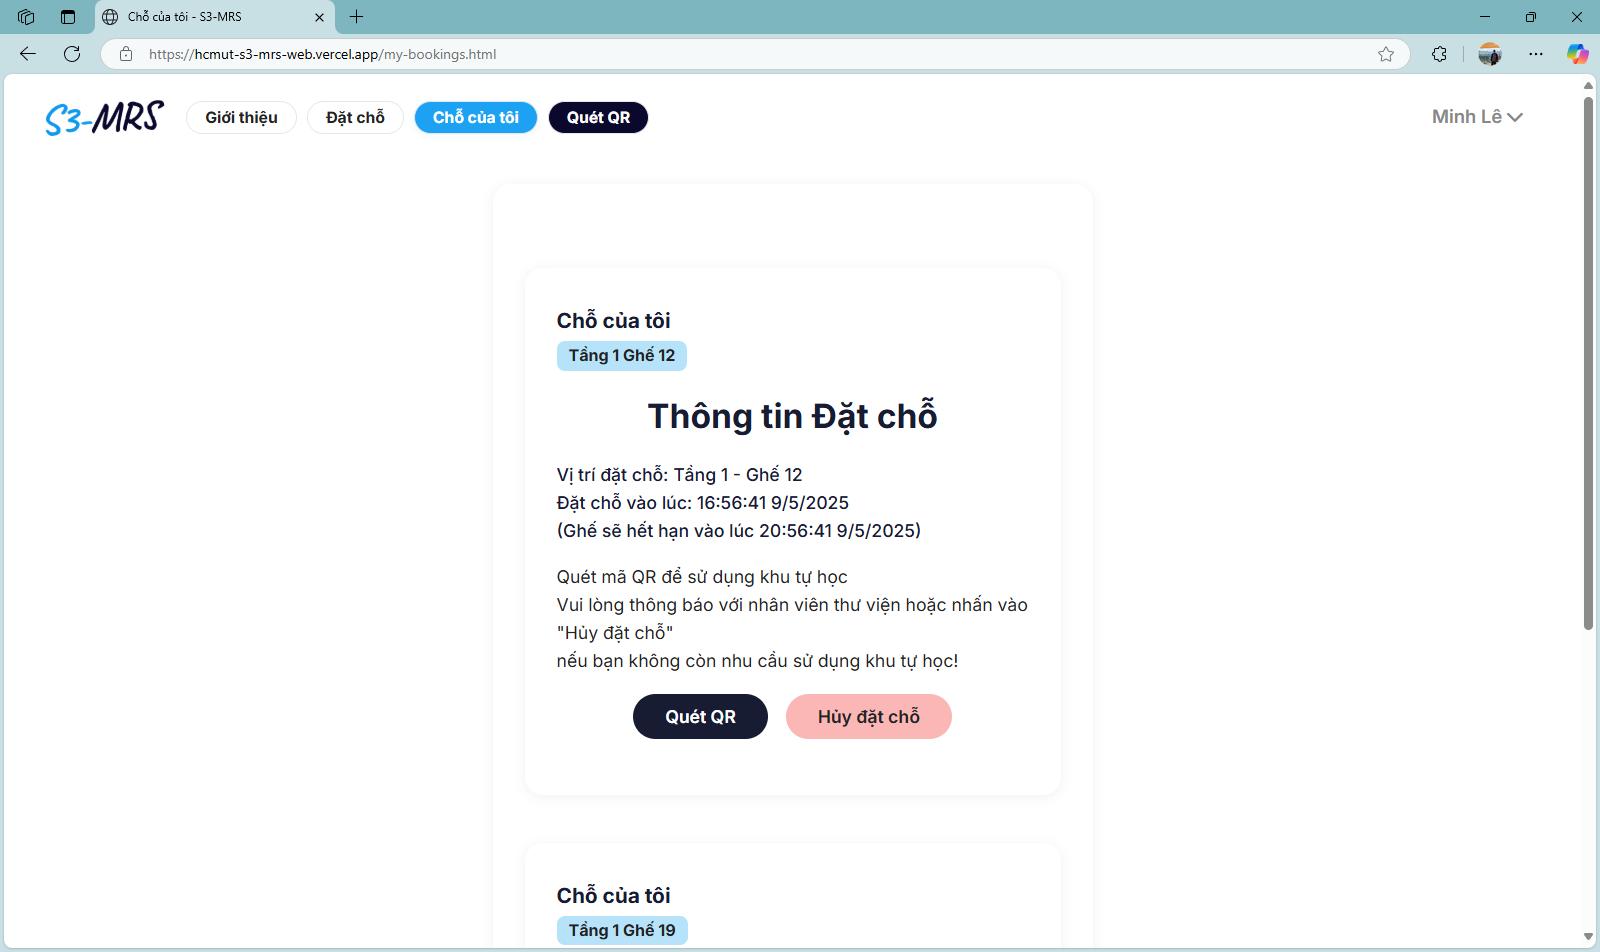 Chỗ của tôi - S3-MRS
https://hcmut-s3-mrs-web.vercel.app/my-bookings.html
S3-MRS
Giới thiệu
Đặt chỗ
Chỗ của tôi
Quét QR
Minh Lê
Chỗ của tôi
Tầng 1 Ghế 12
Thông tin Đặt chỗ
Vị trí đặt chỗ: Tầng 1 - Ghế 12
Đặt chỗ vào lúc: 16:56:41 9/5/2025
(Ghế sẽ hết hạn vào lúc 20:56:41 9/5/2025)
Quét mã QR để sử dụng khu tự học
Vui lòng thông báo với nhân viên thư viện hoặc nhấn vào
"Hủy đặt chỗ"
nếu bạn không còn nhu cầu sử dụng khu tự học!
Quét QR
Hủy đặt chỗ
Chỗ của tôi
Tầng 1 Ghế 19